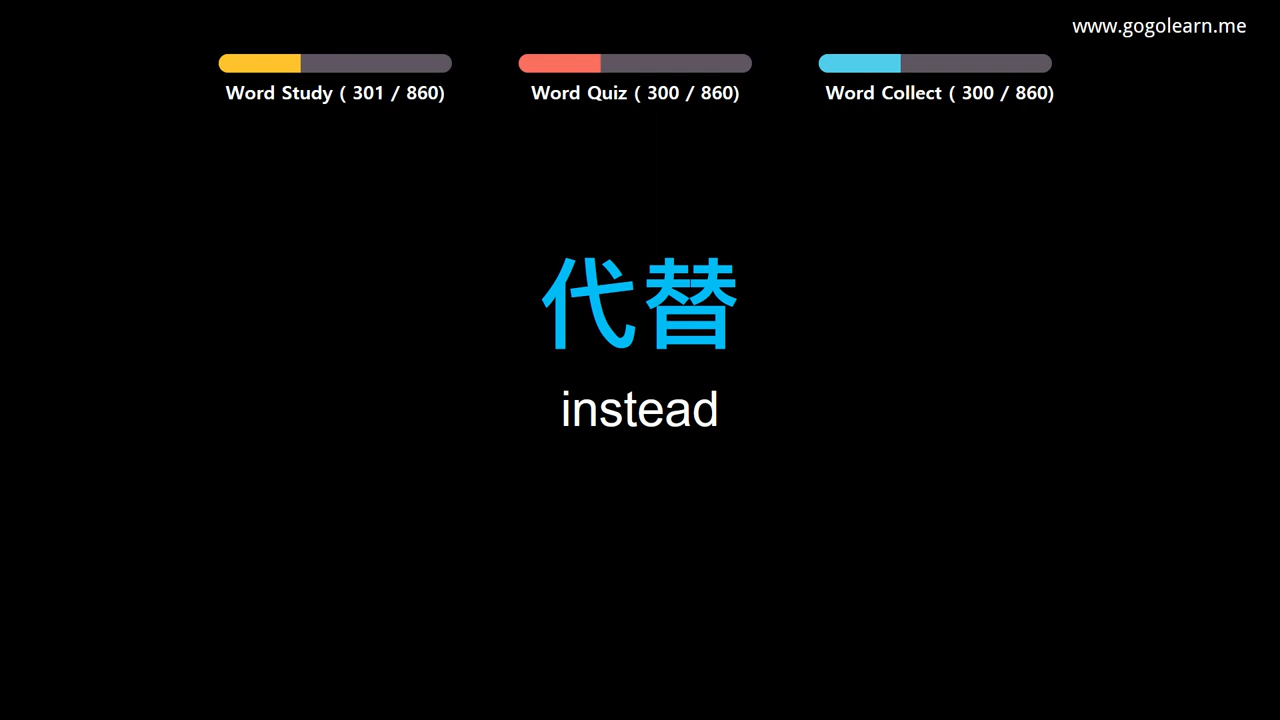 www.gogolearn.me
Word Study ( 301 / 860)
Word Quiz ( 300 / 860)
Word Collect ( 300 / 860)
代替
instead